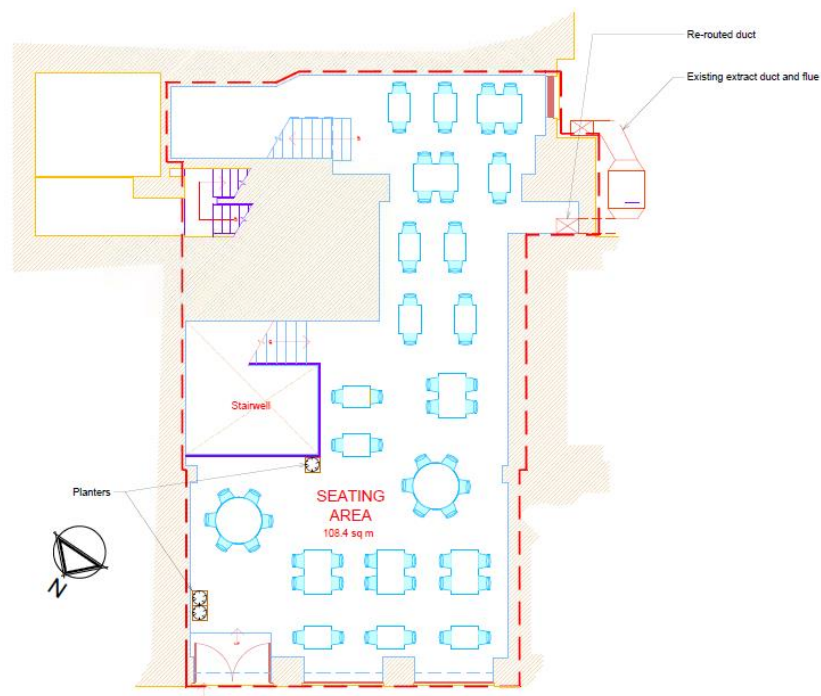 Re-routed duct
Existing extract duct and flue
Stairwell
Planters
SEATING
AREA
108.4 sq m
N